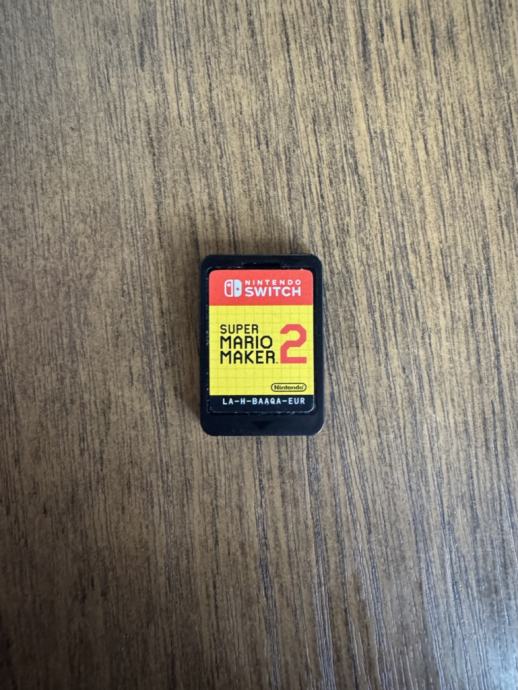 NINTENDO
SWITCH
SUPER
MARIO
MAKER 2
Nintendo
LA-H-BAAQA-EUR